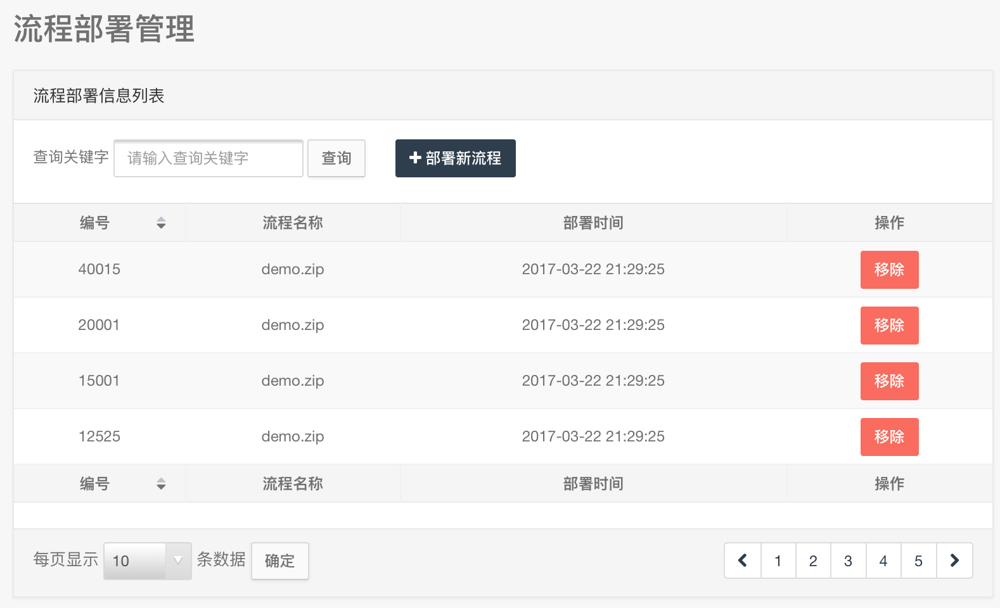 流程部署管理
流程部署信息列表
查询关键字 请输入查询关键字 查询 部署新流程
编号 流程名称 部署时间 操作
40015 demo.zip 2017-03-22 21:29:25 移除
20001 demo.zip 2017-03-22 21:29:25 移除
15001 demo.zip 2017-03-22 21:29:25 移除
12525 demo.zip 2017-03-22 21:29:25 移除
编号 流程名称 部署时间 操作
每页显示 10 条数据 确定 1 2 3 4 5